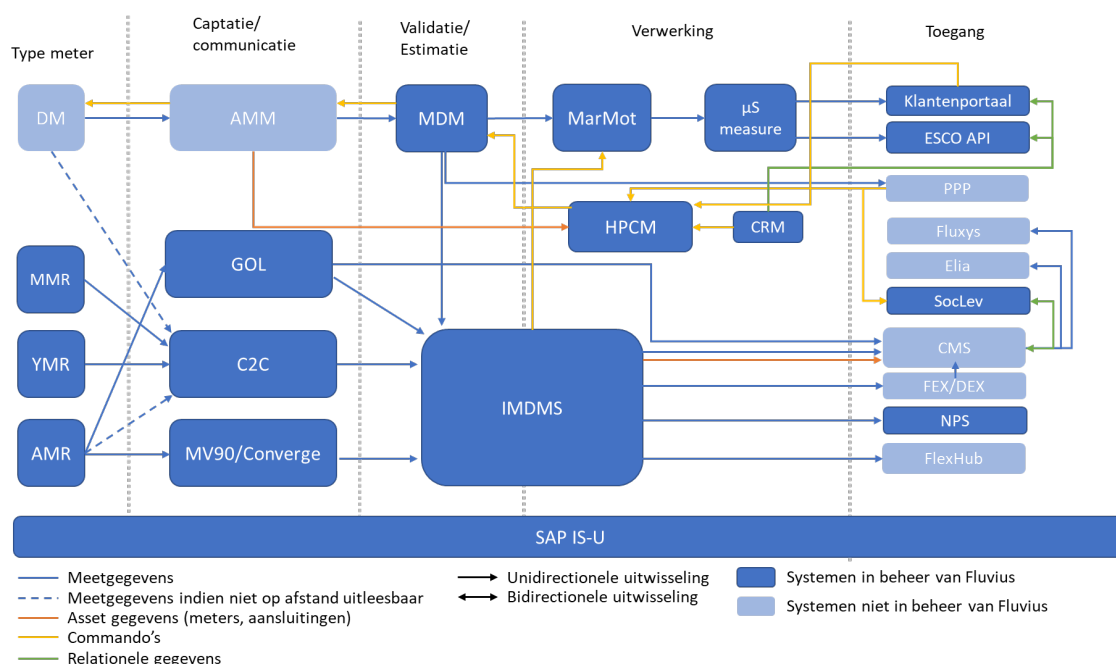 Type meter
Captatie/
communicatie
Validatie/
Estimatie
Verwerking
Toegang
DM
AMM
MDM
MarMot
µS
measure
Klantenportaal
ESCO API
PPP
HPCM
CRM
Fluxys
MMR
GOL
Elia
SocLev
YMR
C2C
IMDMS
CMS
FEX/DEX
AMR
MV90/Converge
NPS
FlexHub
SAP IS-U
Meetgegevens
Meetgegevens indien niet op afstand uitleesbaar
Asset gegevens (meters, aansluitingen)
Commando's
Relationele gegevens
Unidirectionele uitwisseling
Bidirectionele uitwisseling
Systemen in beheer van Fluvius
Systemen niet in beheer van Fluvius